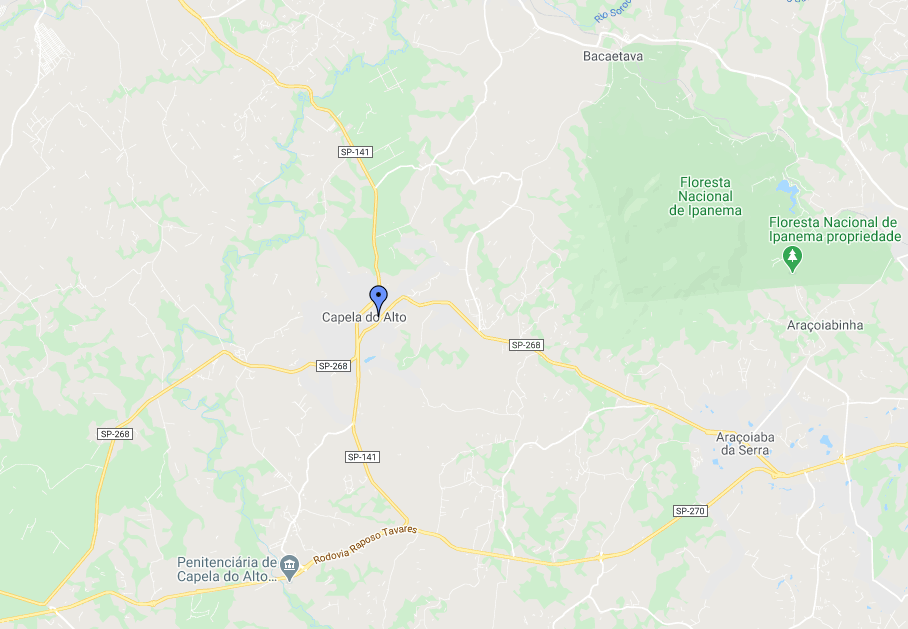 Rio Soroc
Bacaetava
SP-141
Floresta
Nacional
de Ipanema
Floresta Nacional de
Ipanema propriedade
Capela do Alto
Araçoiabinha
SP-268
SP-268
SP-268
Araçoiaba
da Serra
SP-141
SP-270
Rodovia Raposo Tavares
Penitenciária de
Capela do Alto...